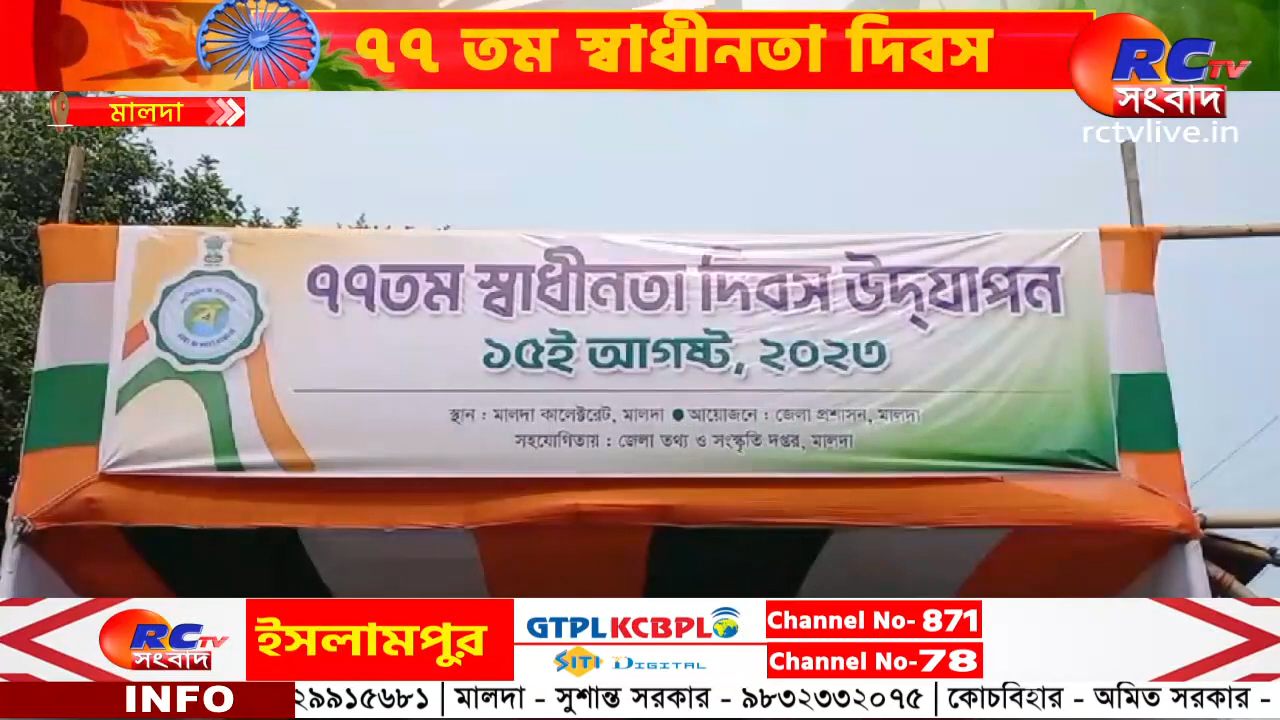 ৭৭ তম স্বাধীনতা দিবস
RCTV
সংবাদ
rctvlive.in
মালদা
৭৭তম স্বাধীনতা দিবস উদ্‌যাপন
১৫ই আগষ্ট, ২০২৩
স্থান : মালদা কালেক্টরেট, মালদা ● আয়োজনে : জেলা প্রশাসন, মালদা
সহযোগিতায় : জেলা তথ্য ও সংস্কৃতি দপ্তর, মালদা
RCTV
সংবাদ
ইসলামপুর
GTPL KCBPL
Channel No- 871
SITI DIGITAL
Channel No- 78
INFO
২৯৯১৫৬৮১ | মালদা - সুশান্ত সরকার - ৯৮৩২৩৩২০৭৫ | কোচবিহার - অমিত সরকার -